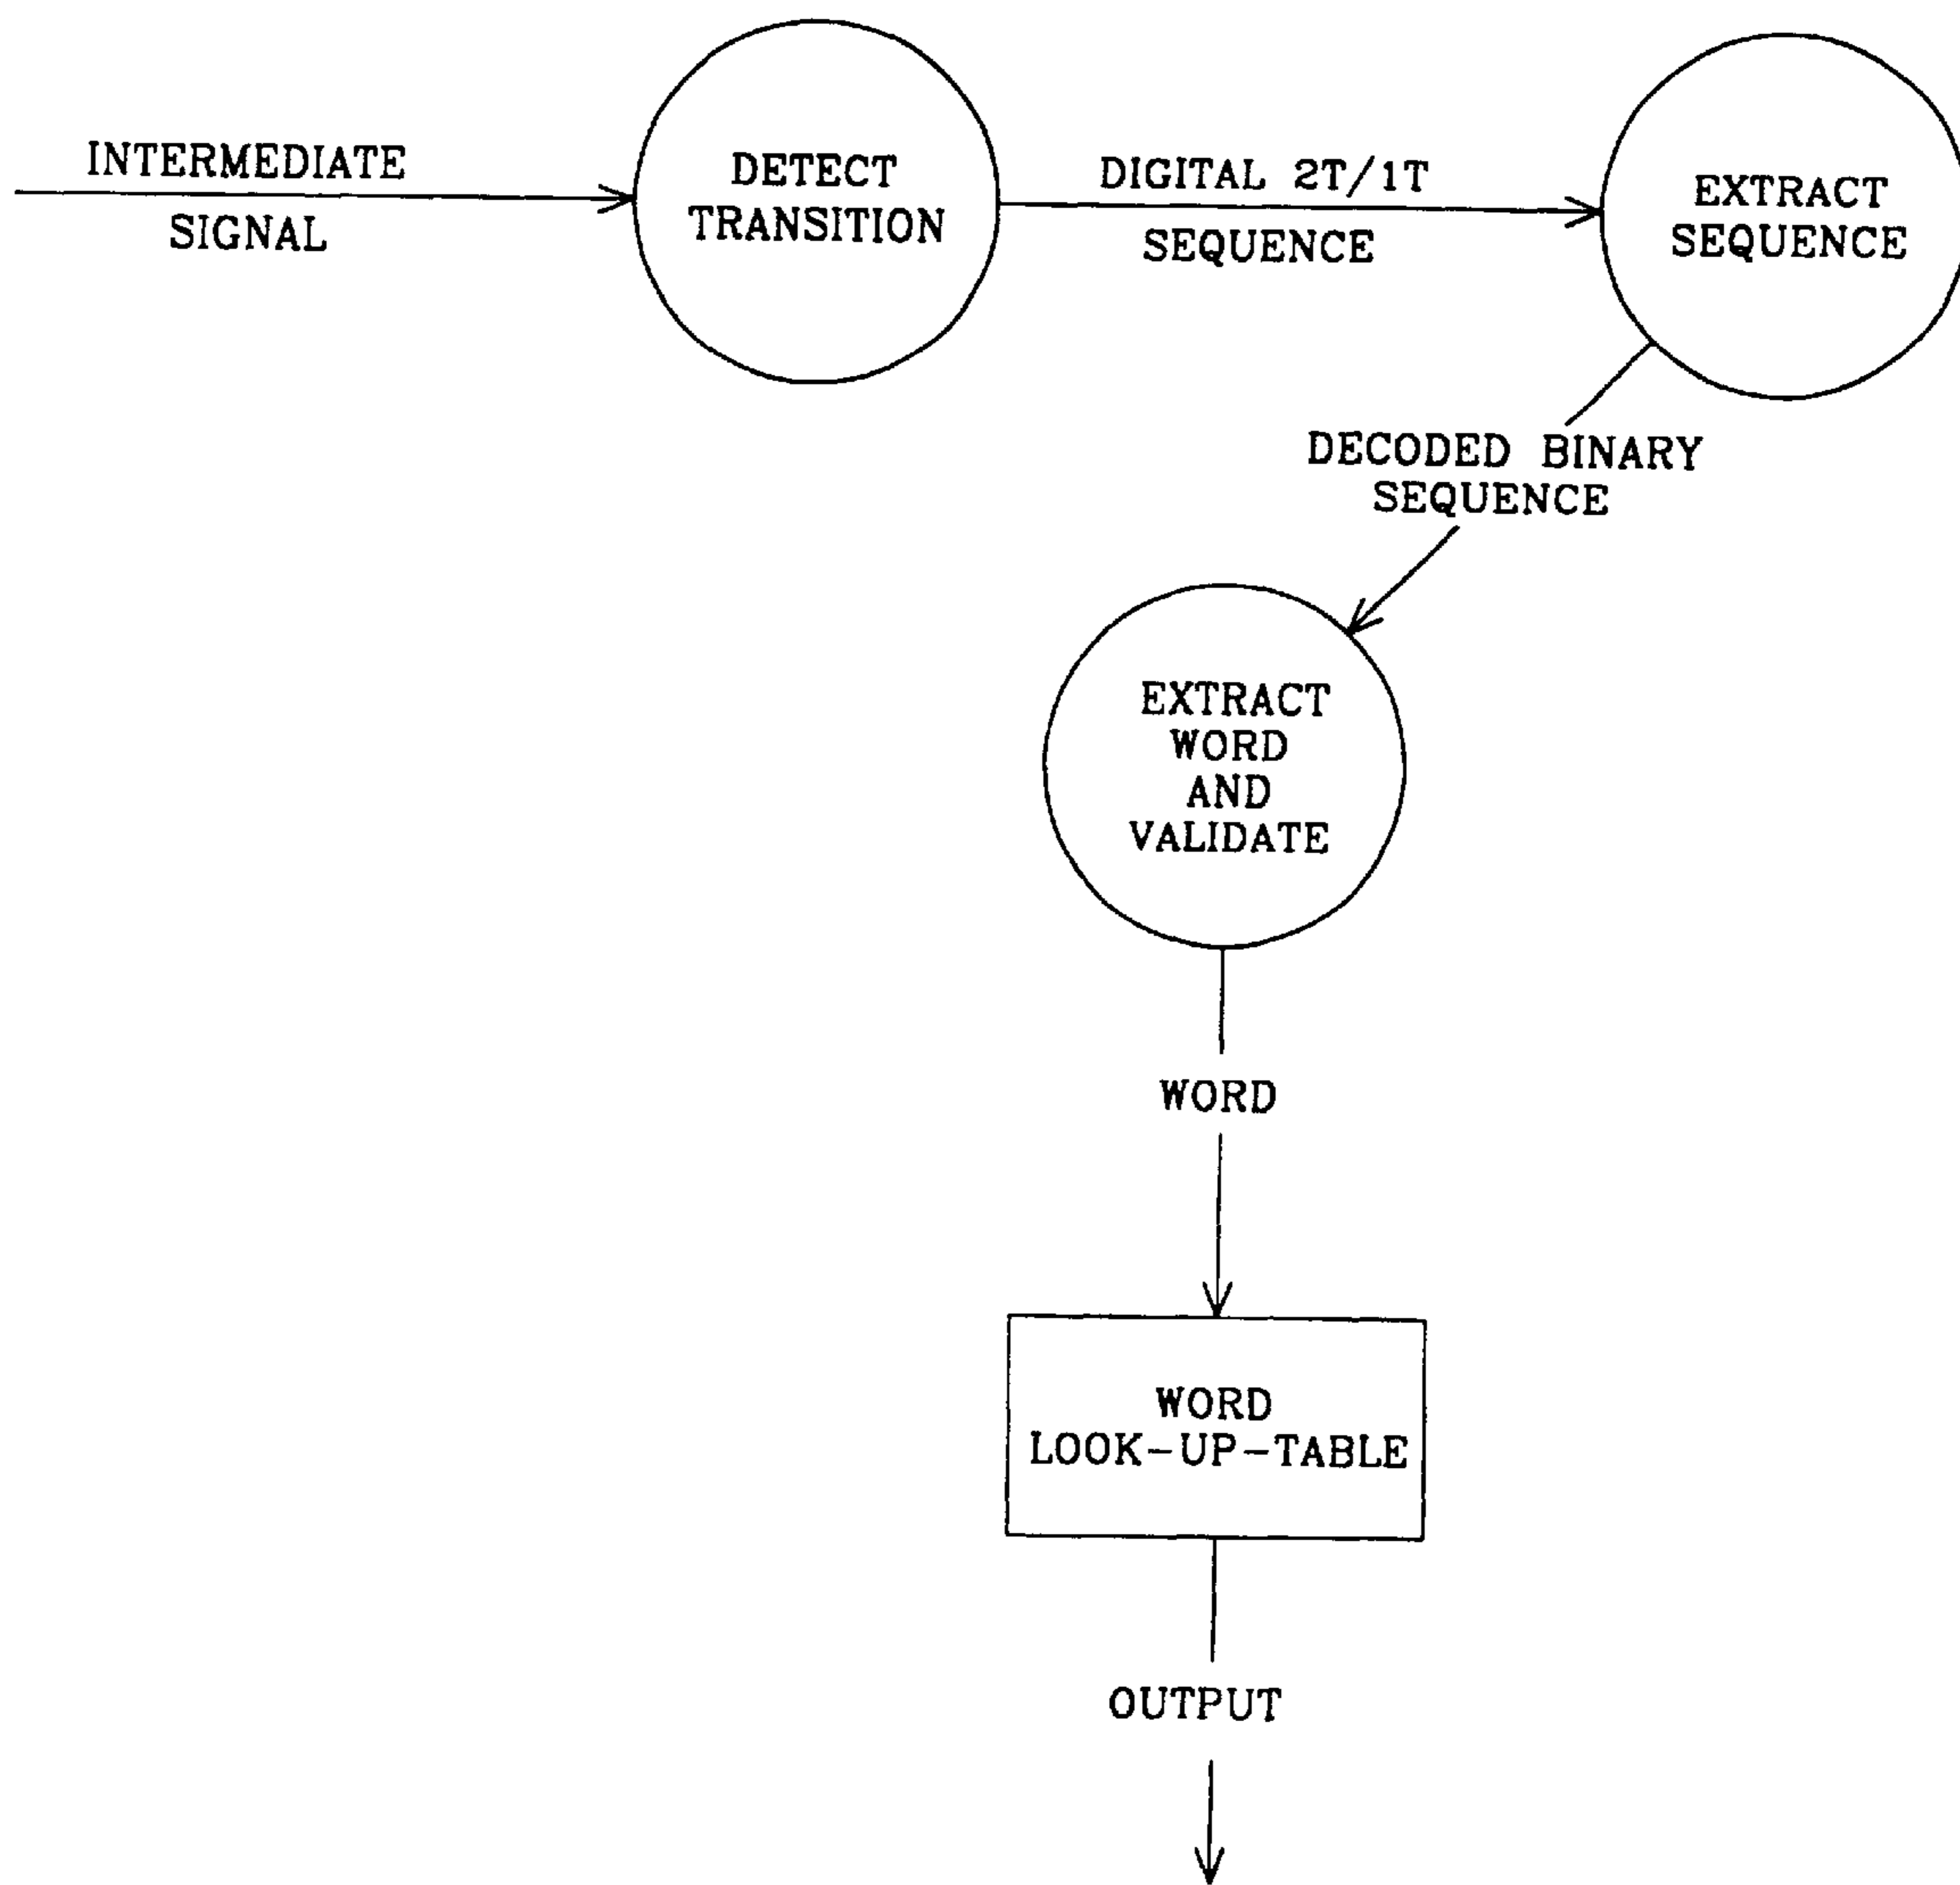 INTERMEDIATE
SIGNAL
DETECT
TRANSITION
DIGITAL 2T/1T
SEQUENCE
EXTRACT
SEQUENCE
DECODED BINARY
SEQUENCE
EXTRACT
WORD
AND
VALIDATE
WORD
WORD
LOOK-UP-TABLE
OUTPUT